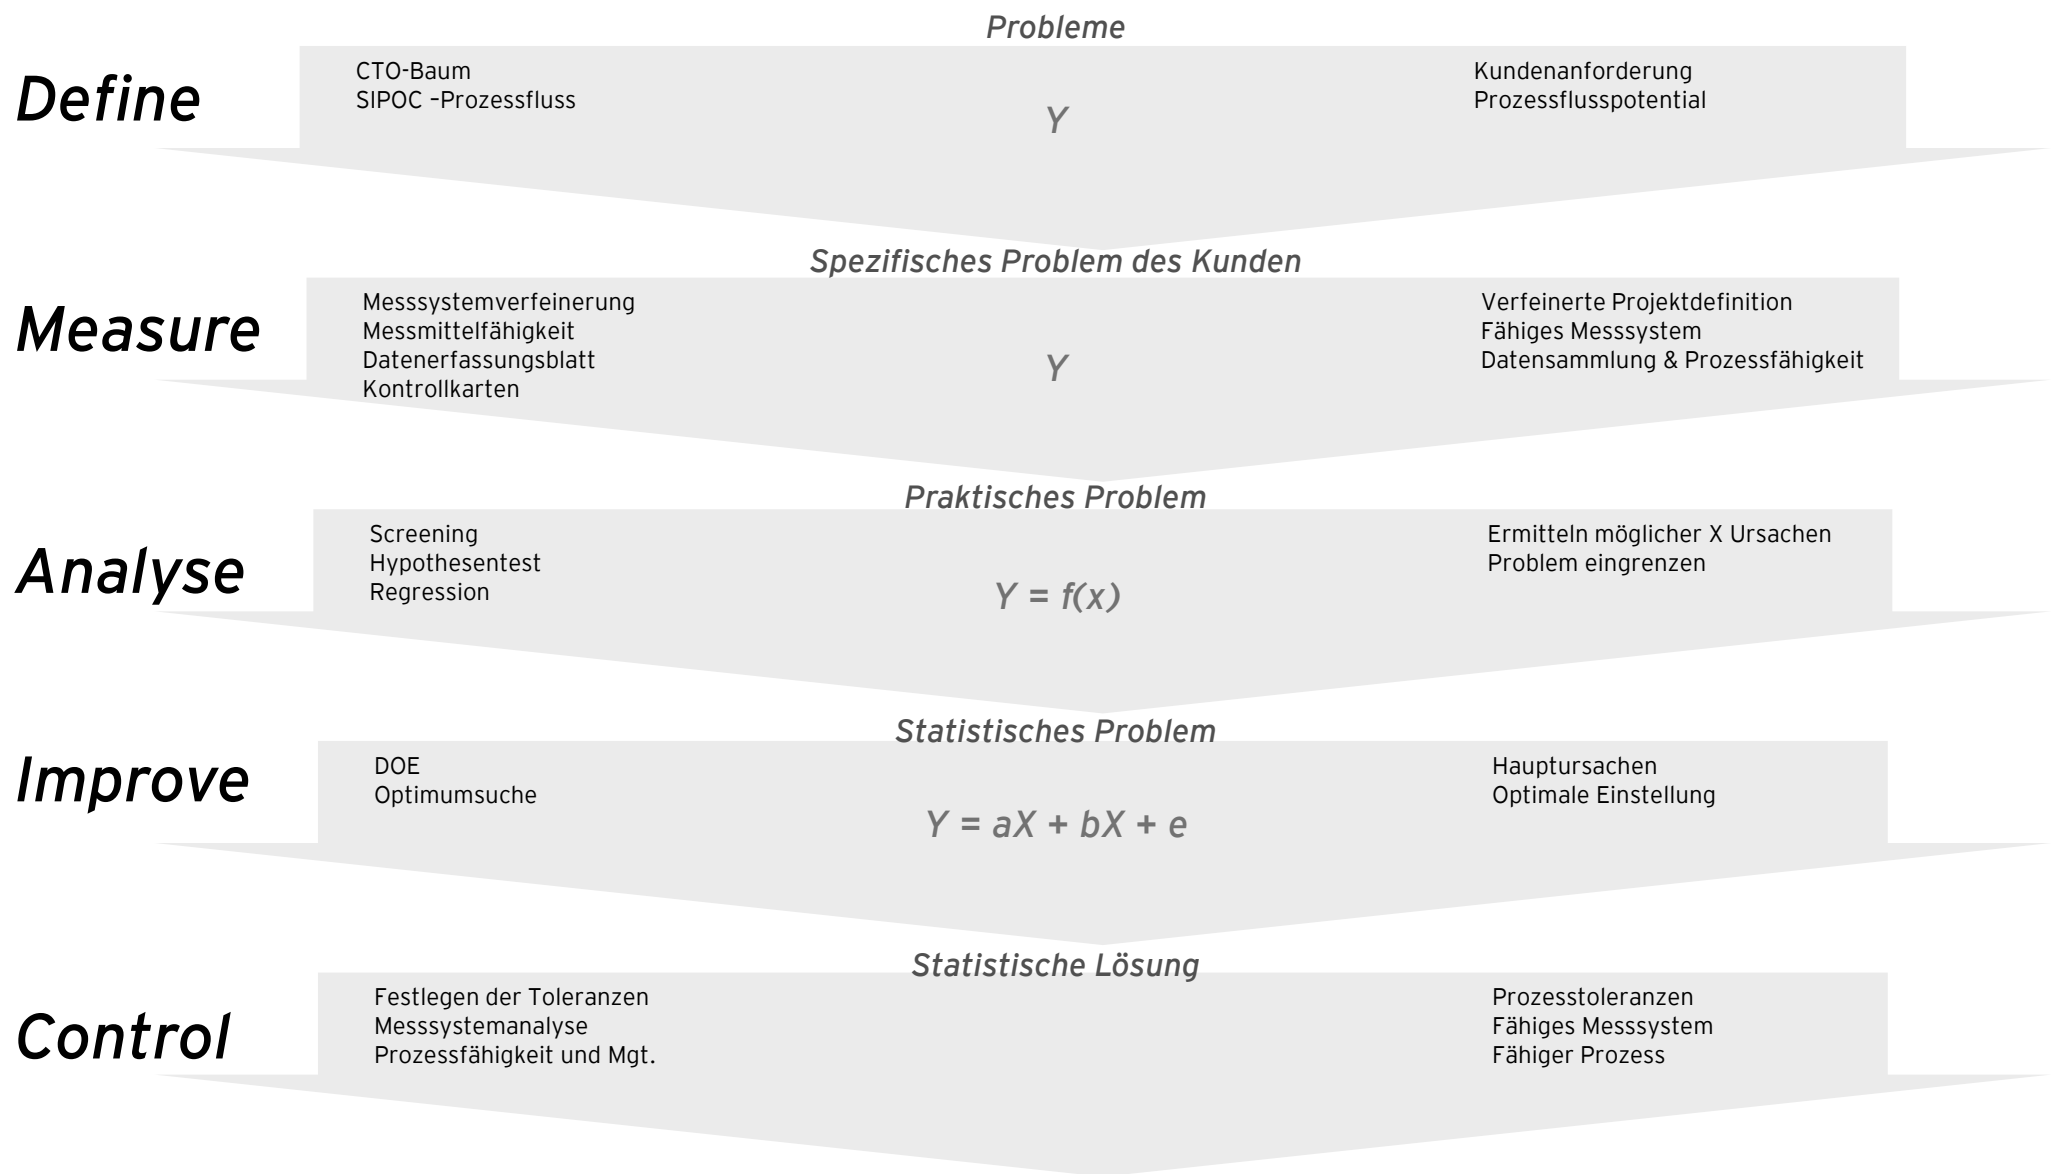 Probleme
Define
CTO-Baum
SIPOC –Prozessfluss
Y
Kundenanforderung
Prozessflusspotential
Spezifisches Problem des Kunden
Measure
Messsystemverfeinerung
Messmittelfähigkeit
Datenerfassungsblatt
Kontrollkarten
Y
Verfeinerte Projektdefinition
Fähiges Messsystem
Datensammlung & Prozessfähigkeit
Praktisches Problem
Analyse
Screening
Hypothesentest
Regression
Y = f(x)
Ermitteln möglicher X Ursachen
Problem eingrenzen
Statistisches Problem
Improve
DOE
Optimumsuche
Y = aX + bX + e
Hauptursachen
Optimale Einstellung
Statistische Lösung
Control
Festlegen der Toleranzen
Messsystemanalyse
Prozessfähigkeit und Mgt.
Prozesstoleranzen
Fähiges Messsystem
Fähiger Prozess